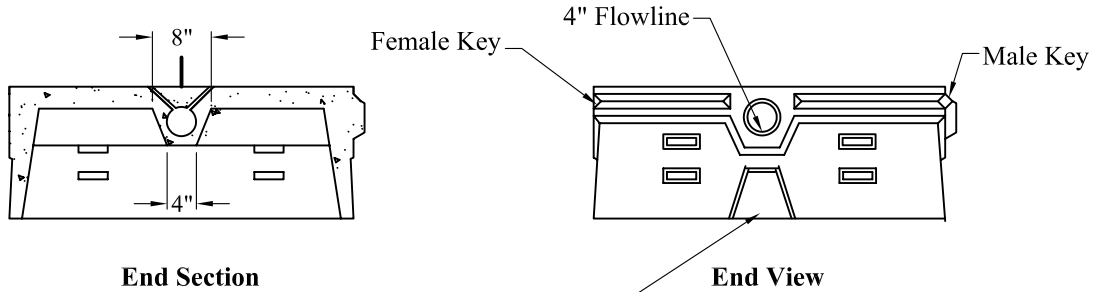 8"
4"
End Section
4" Flowline
Female Key
Male Key
End View